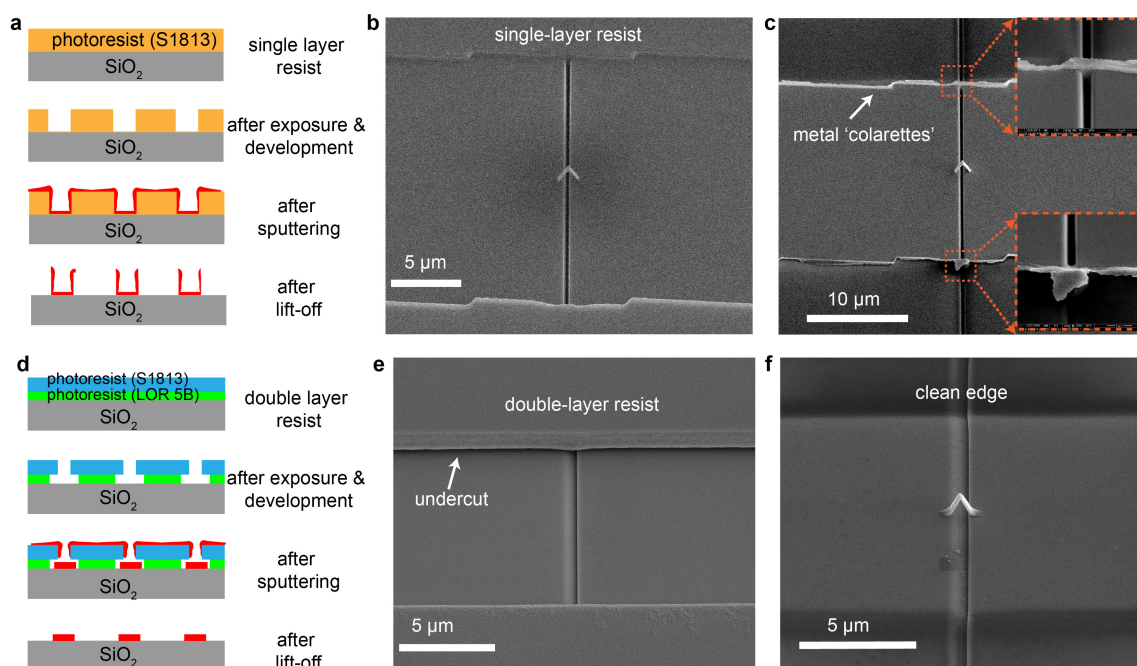 a
photoresist (S1813)
SiO₂
single layer
resist
SiO₂
after exposure &
development
SiO₂
after
sputtering
SiO₂
after
lift-off
b
single-layer resist
5 µm
c
metal ‘colarettes’
10 µm
d
photoresist (S1813)
photoresist (LOR 5B)
SiO₂
double layer
resist
SiO₂
after exposure &
development
SiO₂
after
sputtering
SiO₂
after
lift-off
e
double-layer resist
undercut
5 µm
f
clean edge
5 µm